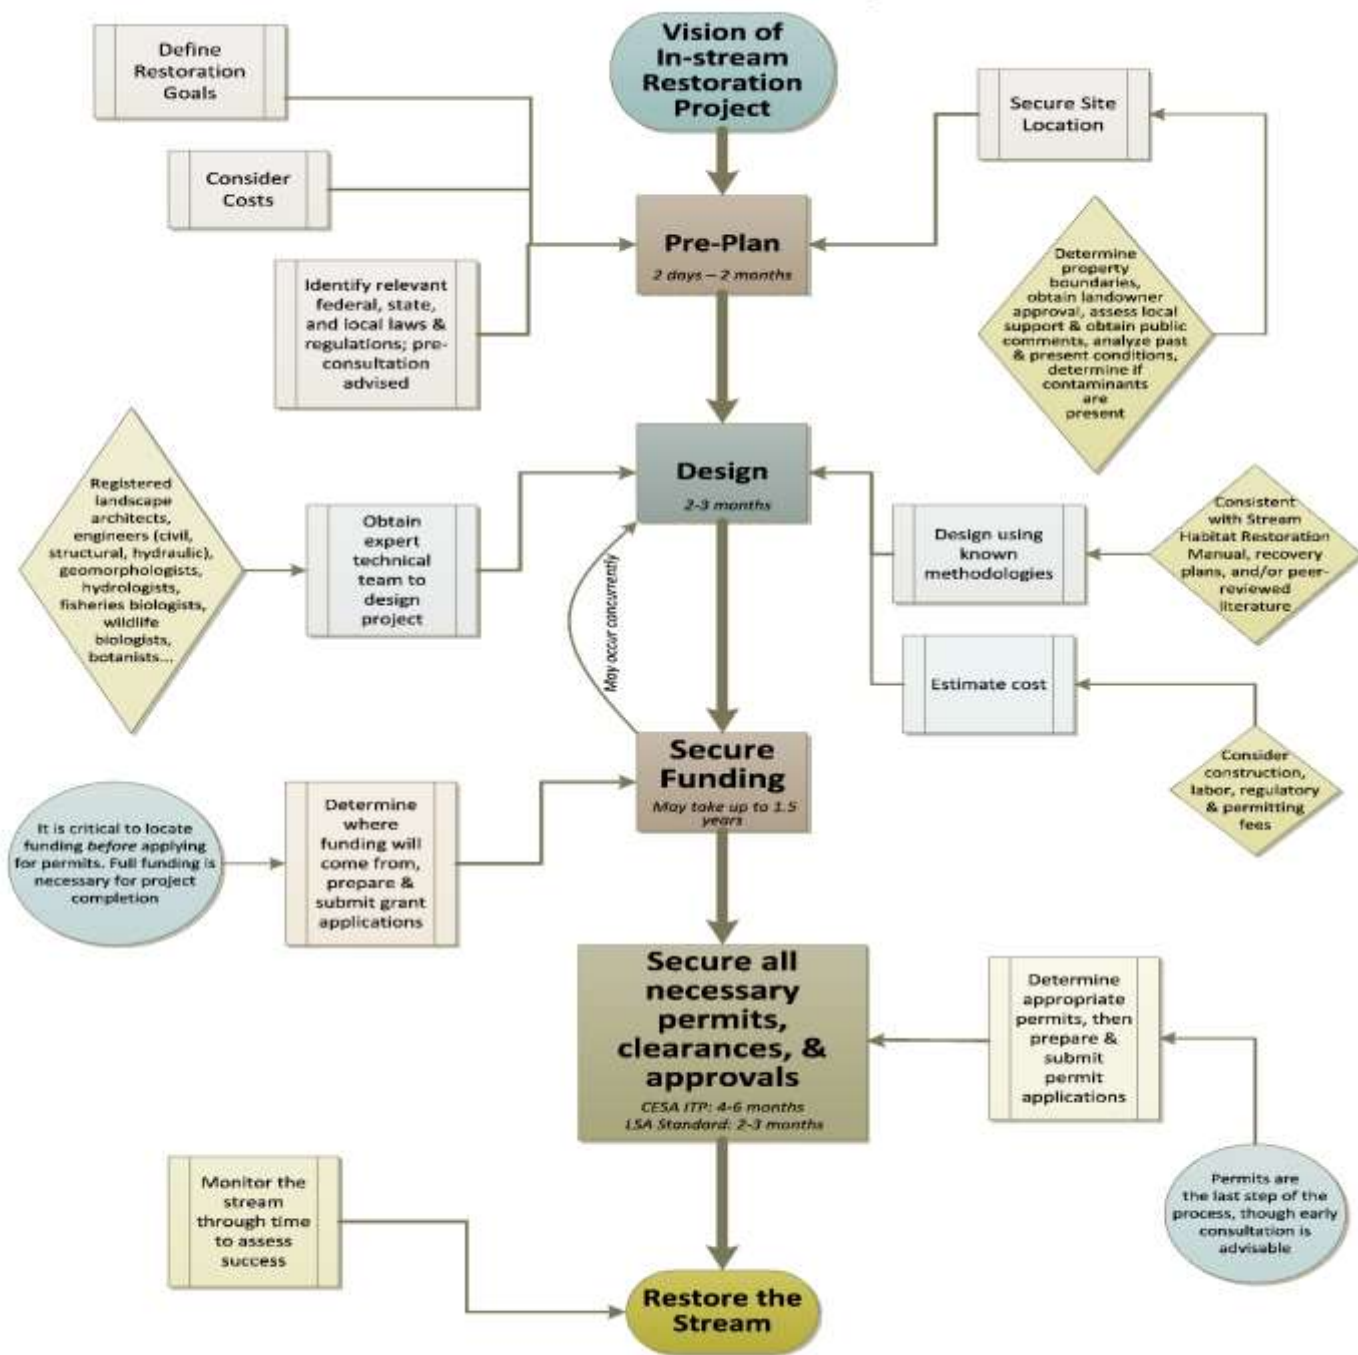 Vision of
In-stream
Restoration
Project
Define
Restoration
Goals
Secure Site
Location
Consider
Costs
Pre-Plan
2 days – 2 months
Identify relevant
federal, state,
and local laws &
regulations; pre-
consultation
advised
Determine
property
boundaries,
obtain landowner
approval, assess local
support & obtain public
comments, analyze past
& present conditions,
determine if
contaminants
are
present
Design
2-3 months
Registered
landscape
architects,
engineers (civil,
structural, hydraulic),
geomorphologists,
hydrologists,
fisheries biologists,
wildlife
biologists,
botanists...
Obtain
expert
technical
team to
design
project
Design using
known
methodologies
Consistent
with Stream
Habitat Restoration
Manual, recovery
plans, and/or peer-
reviewed
literature
May occur concurrently
Estimate cost
Consider
construction,
labor, regulatory
& permitting
fees
Secure
Funding
May take up to 1.5
years
It is critical to locate
funding before applying
for permits. Full funding is
necessary for project
completion
Determine
where
funding will
come from,
prepare &
submit grant
applications
Secure all
necessary
permits,
clearances, &
approvals
CESA ITP: 4-6 months
LSA Standard: 2-3 months
Determine
appropriate
permits, then
prepare &
submit
permit
applications
Permits are
the last step of the
process, though early
consultation is
advisable
Monitor the
stream
through time
to assess
success
Restore the
Stream